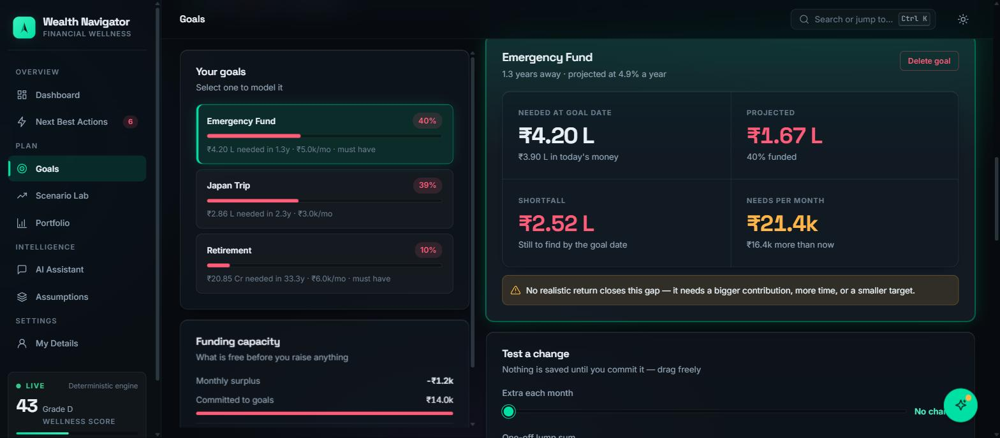 Wealth Navigator
FINANCIAL WELLNESS
OVERVIEW
Dashboard
Next Best Actions 6
PLAN
Goals
Scenario Lab
Portfolio
INTELLIGENCE
AI Assistant
Assumptions
SETTINGS
My Details
LIVE Deterministic engine
43 Grade D
WELLNESS SCORE
Goals
Search or jump to... Ctrl K
Your goals
Select one to model it
Emergency Fund 40%
₹4.20 L needed in 1.3y · ₹5.0k/mo · must have
Japan Trip 39%
₹2.86 L needed in 2.3y · ₹3.0k/mo
Retirement 10%
₹20.85 Cr needed in 33.3y · ₹6.0k/mo · must have
Funding capacity
What is free before you raise anything
Monthly surplus -₹1.2k
Committed to goals ₹14.0k
Emergency Fund
Delete goal
1.3 years away · projected at 4.9% a year
NEEDED AT GOAL DATE
₹4.20 L
₹3.90 L in today's money
PROJECTED
₹1.67 L
40% funded
SHORTFALL
₹2.52 L
Still to find by the goal date
NEEDS PER MONTH
₹21.4k
₹16.4k more than now
No realistic return closes this gap — it needs a bigger contribution, more time, or a smaller target.
Test a change
Nothing is saved until you commit it — drag freely
Extra each month
No
One-off lump sum